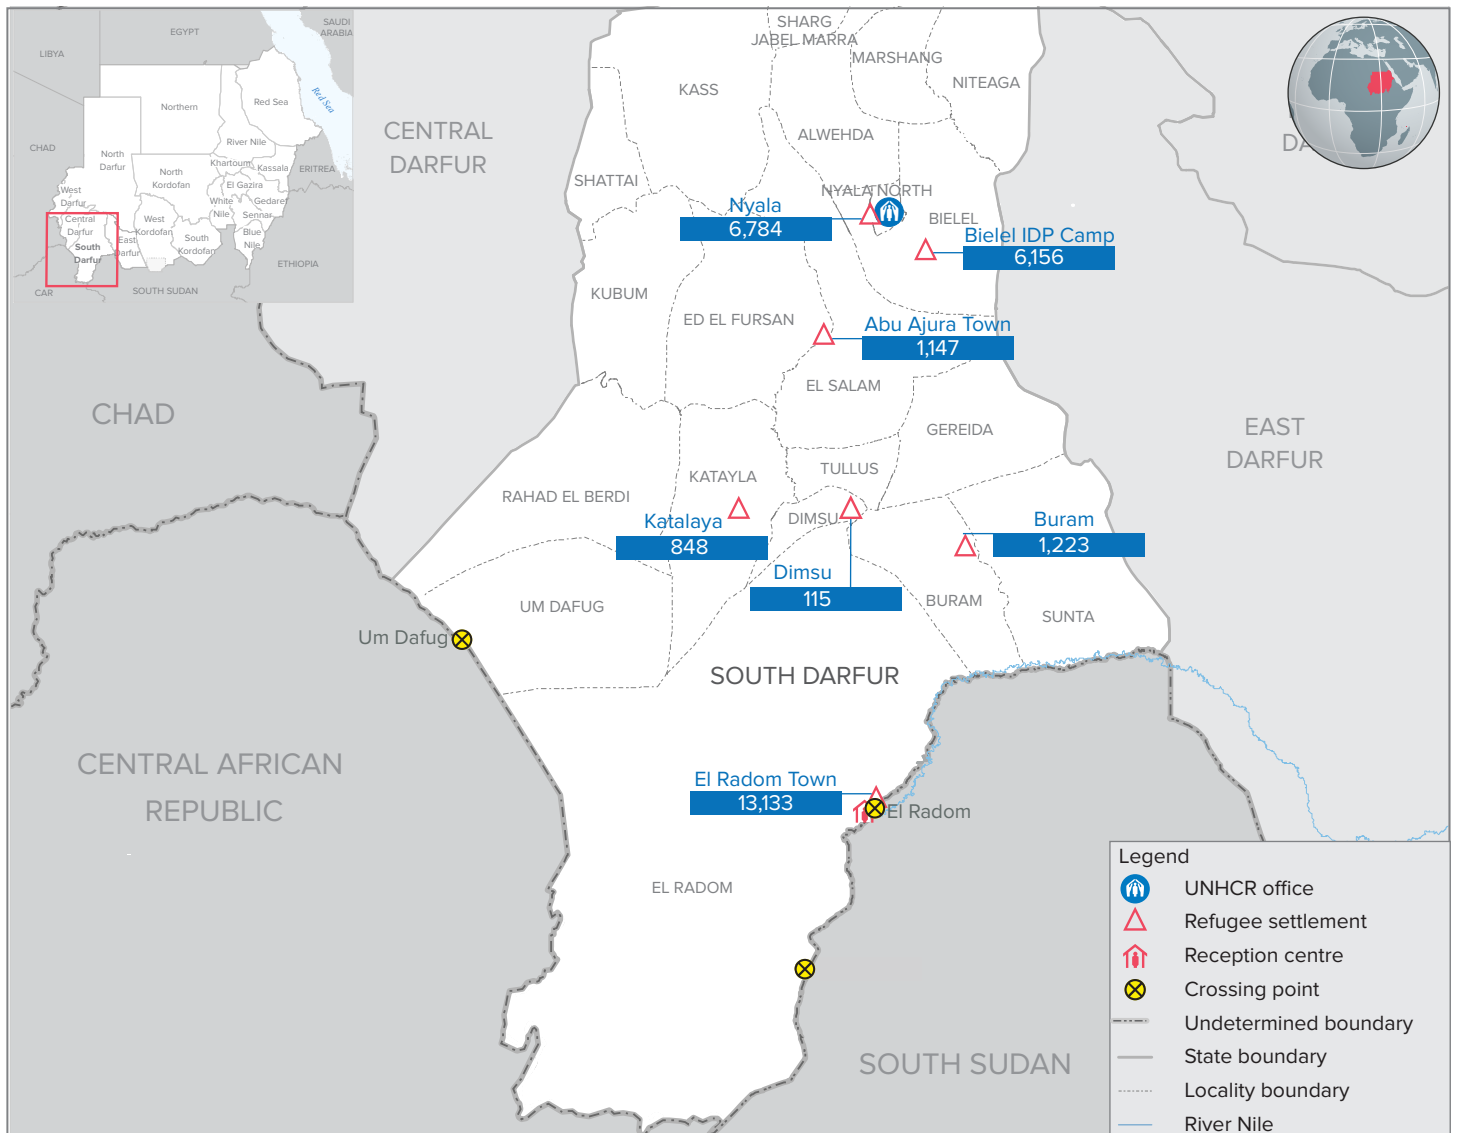 SAUDI
ARABIA
EGYPT
LIBYA
Red Sea
Northern
Red Sea
River Nile
CHAD
North
Darfur
Khartoum
Kassala
ERITREA
North
Kordofan
El Gazira
West
Darfur
White
Nile
Gedaref
Sennar
Central
Darfur
West
Kordofan
South
Kordofan
Blue
Nile
East
Darfur
South
Darfur
ETHIOPIA
CAR
SOUTH SUDAN
SHARG
JABEL MARRA
MARSHANG
NITEAGA
KASS
CENTRAL
DARFUR
ALWEHDA
DA
SHATTAI
NYALA NORTH
BIELEL
Nyala
6,784
Bielel IDP Camp
6,156
KUBUM
ED EL FURSAN
Abu Ajura Town
1,147
EL SALAM
CHAD
GEREIDA
EAST
DARFUR
TULLUS
KATAYLA
RAHAD EL BERDI
DIMSU
Katalaya
848
Buram
1,223
Dimsu
115
UM DAFUG
BURAM
SUNTA
Um Dafug
SOUTH DARFUR
CENTRAL AFRICAN
REPUBLIC
El Radom Town
13,133
El Radom
EL RADOM
SOUTH SUDAN
Legend
UNHCR office
Refugee settlement
Reception centre
Crossing point
Undetermined boundary
State boundary
Locality boundary
River Nile